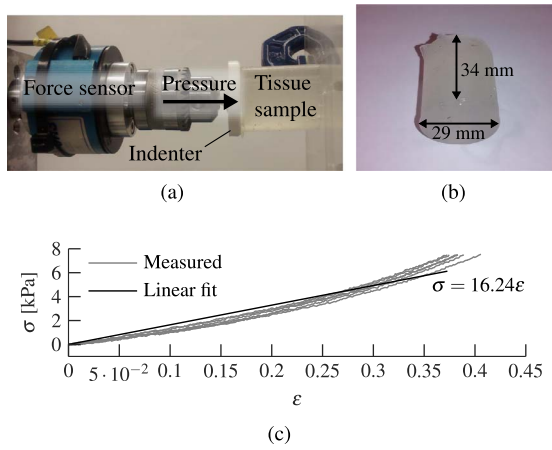 Force sensor
Pressure
Tissue
sample
Indenter
34 mm
29 mm
(a)
(b)
8
6
4
2
0
σ [kPa]
Measured
Linear fit
σ = 16.24ε
0 5·10⁻² 0.1 0.15 0.2 0.25 0.3 0.35 0.4 0.45
ε
(c)